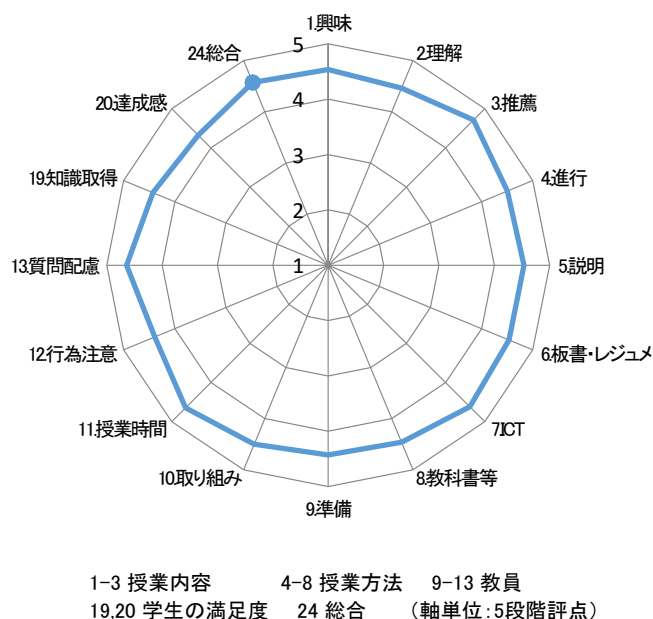 1.興味
2.理解
3.推薦
4.進行
5.説明
6.板書・レジュメ
7.ICT
8.教科書等
9.準備
10.取り組み
11.授業時間
12.行為注意
13.質問配慮
19.知識取得
20.達成感
24.総合
5
4
3
2
1
1-3 授業内容 4-8 授業方法 9-13 教員
19,20 学生の満足度 24 総合 (軸単位:5段階評点)